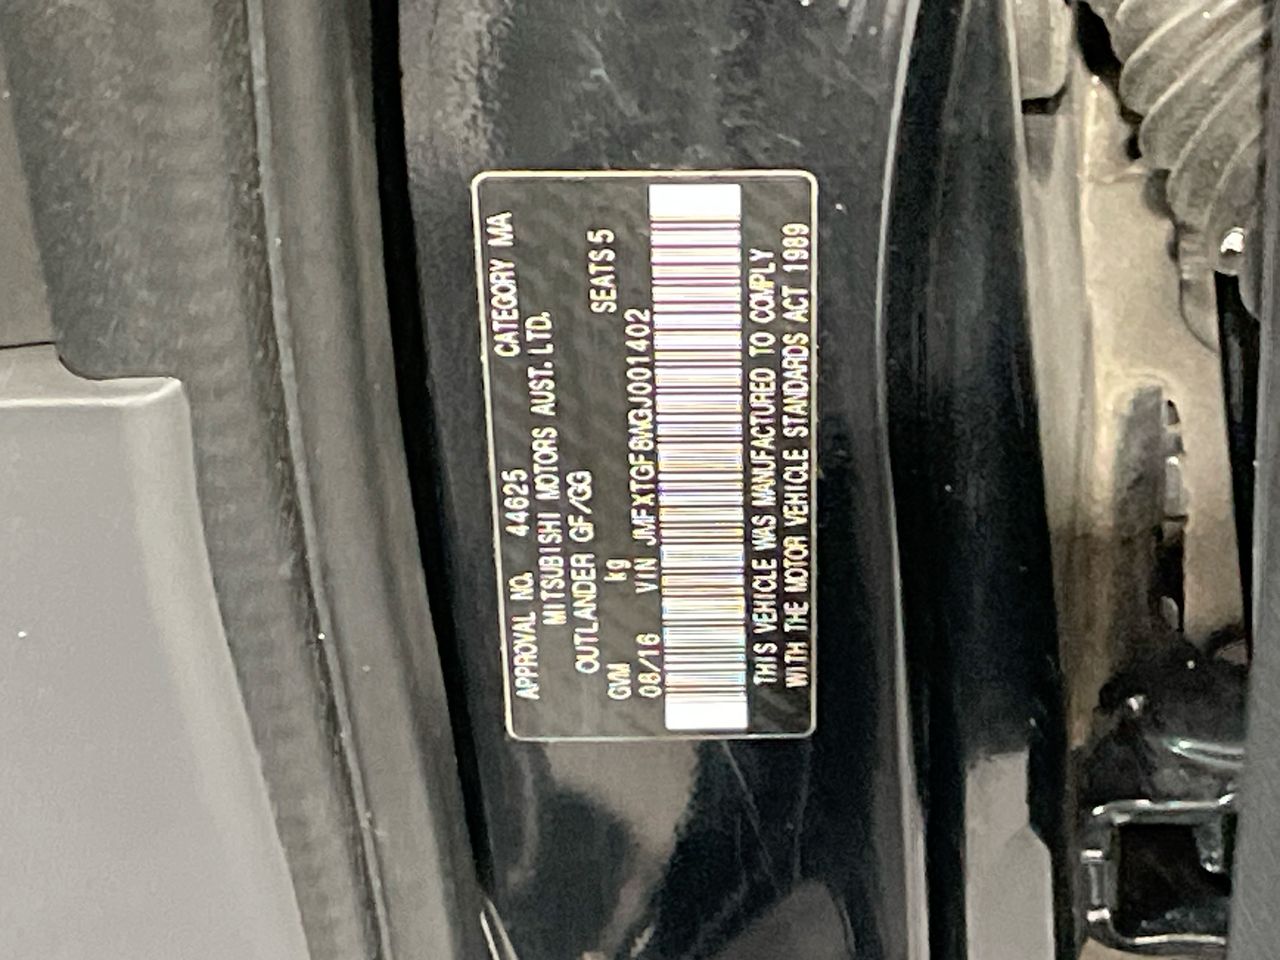 APPROVAL NO. 44625 CATEGORY MA
MITSUBISHI MOTORS AUST. LTD.
OUTLANDER GF/GG
GVM kg SEATS 5
08/16 VIN JMFXTGF8WGJ001402
THIS VEHICLE WAS MANUFACTURED TO COMPLY
WITH THE MOTOR VEHICLE STANDARDS ACT 1989